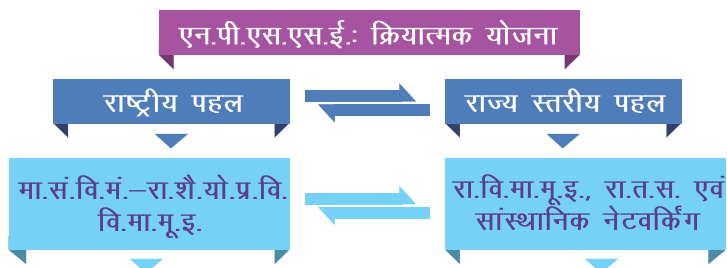 एन.पी.एस.एस.ई.: क्रियात्मक योजना
राष्ट्रीय पहल
राज्य स्तरीय पहल
मा.सं.वि.मं.–रा.शै.यो.प्र.वि.
वि.मा.मू.इ.
रा.वि.मा.मू.इ., रा.त.स. एवं
सांस्थानिक नेटवर्किंग